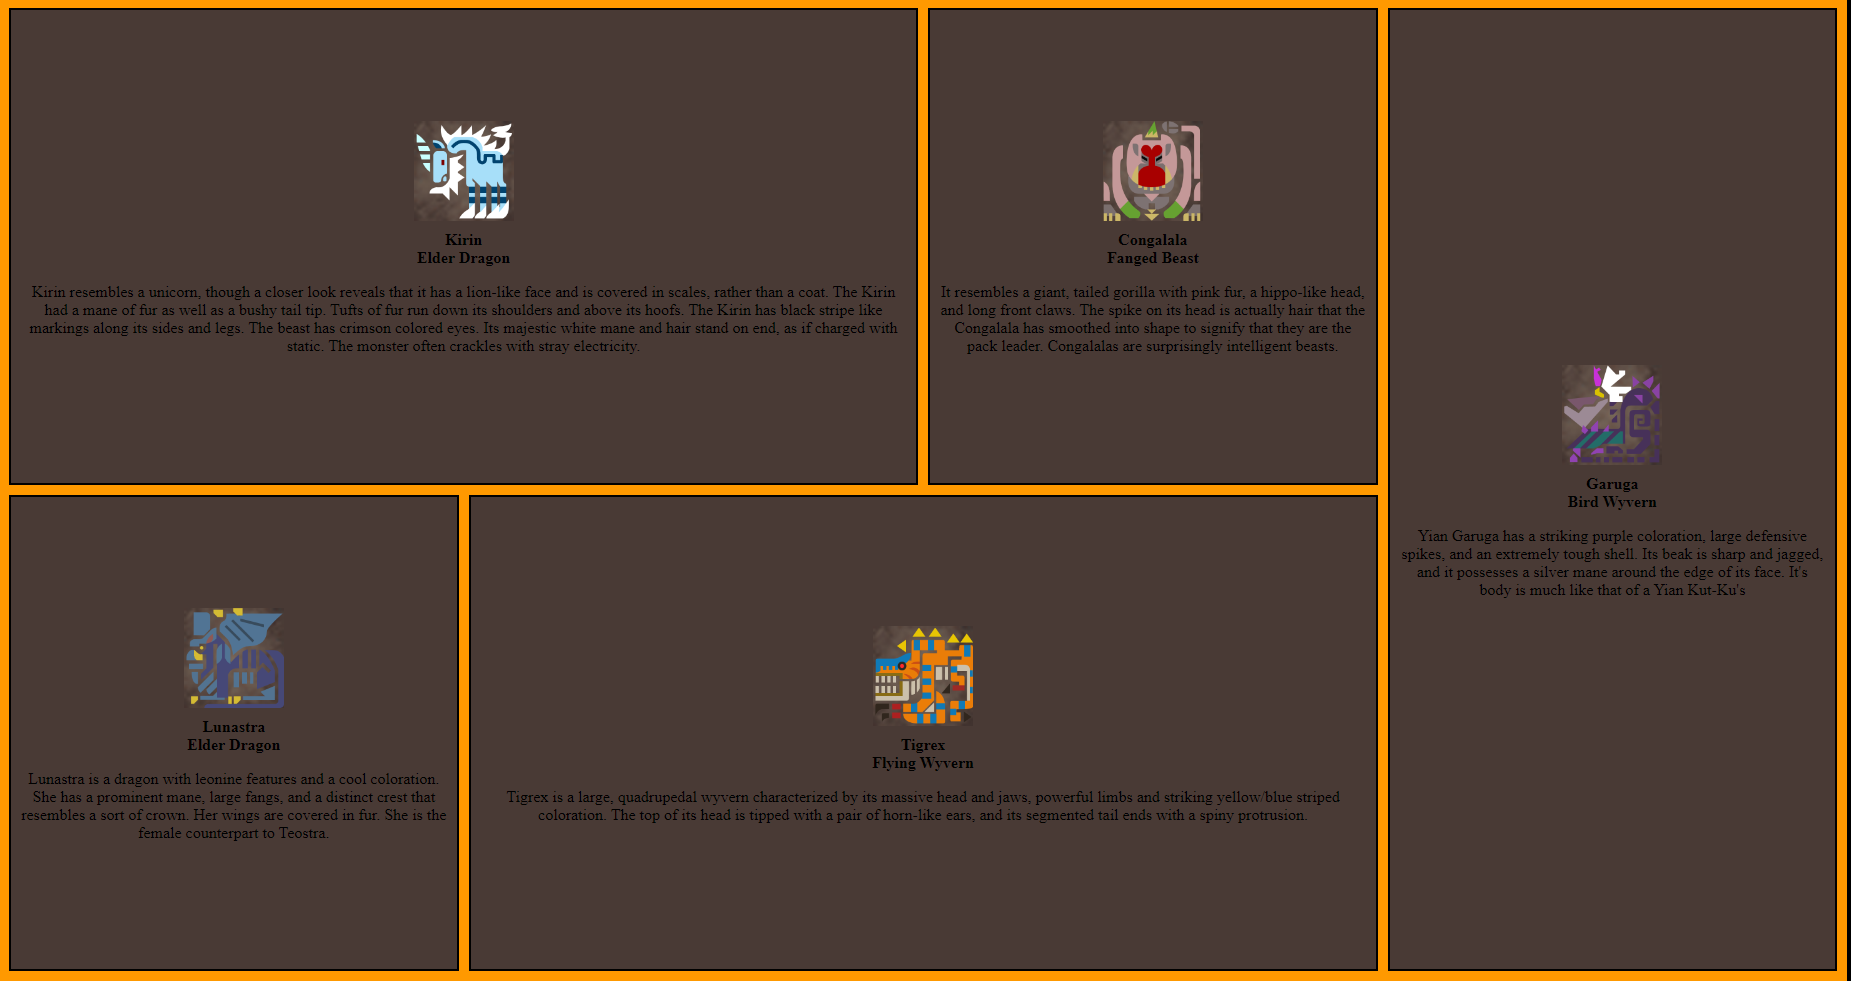 Kirin
Elder Dragon
Kirin resembles a unicorn, though a closer look reveals that it has a lion-like face and is covered in scales, rather than a coat. The Kirin
had a mane of fur as well as a bushy tail tip. Tufts of fur run down its shoulders and above its hoofs. The Kirin has black stripe like
markings along its sides and legs. The beast has crimson colored eyes. Its majestic white mane and hair stand on end, as if charged with
static. The monster often crackles with stray electricity.
Congalala
Fanged Beast
It resembles a giant, tailed gorilla with pink fur, a hippo-like head,
and long front claws. The spike on its head is actually hair that the
Congalala has smoothed into shape to signify that they are the
pack leader. Congalalas are surprisingly intelligent beasts.
Garuga
Bird Wyvern
Yian Garuga has a striking purple coloration, large defensive
spikes, and an extremely tough shell. Its beak is sharp and jagged,
and it possesses a silver mane around the edge of its face. It's
body is much like that of a Yian Kut-Ku's
Lunastra
Elder Dragon
Lunastra is a dragon with leonine features and a cool coloration.
She has a prominent mane, large fangs, and a distinct crest that
resembles a sort of crown. Her wings are covered in fur. She is the
female counterpart to Teostra.
Tigrex
Flying Wyvern
Tigrex is a large, quadrupedal wyvern characterized by its massive head and jaws, powerful limbs and striking yellow/blue striped
coloration. The top of its head is tipped with a pair of horn-like ears, and its segmented tail ends with a spiny protrusion.